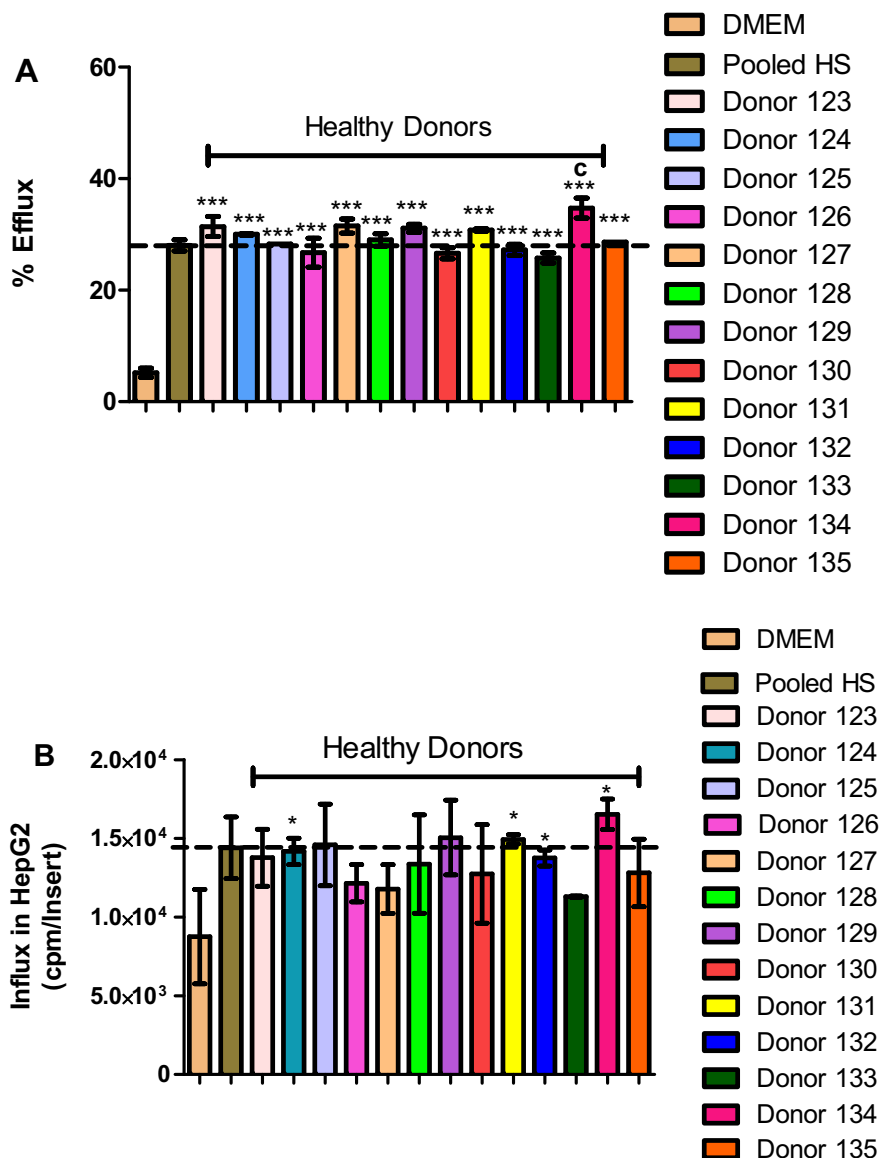 A
% Efflux
60
40
20
0
Healthy Donors
***
***
***
***
***
***
***
***
***
***
***
c
***
***
DMEM
Pooled HS
Donor 123
Donor 124
Donor 125
Donor 126
Donor 127
Donor 128
Donor 129
Donor 130
Donor 131
Donor 132
Donor 133
Donor 134
Donor 135
B
Influx in HepG2
(cpm/Insert)
2.0×10⁴
1.5×10⁴
1.0×10⁴
5.0×10³
0
Healthy Donors
*
*
*
*
DMEM
Pooled HS
Donor 123
Donor 124
Donor 125
Donor 126
Donor 127
Donor 128
Donor 129
Donor 130
Donor 131
Donor 132
Donor 133
Donor 134
Donor 135